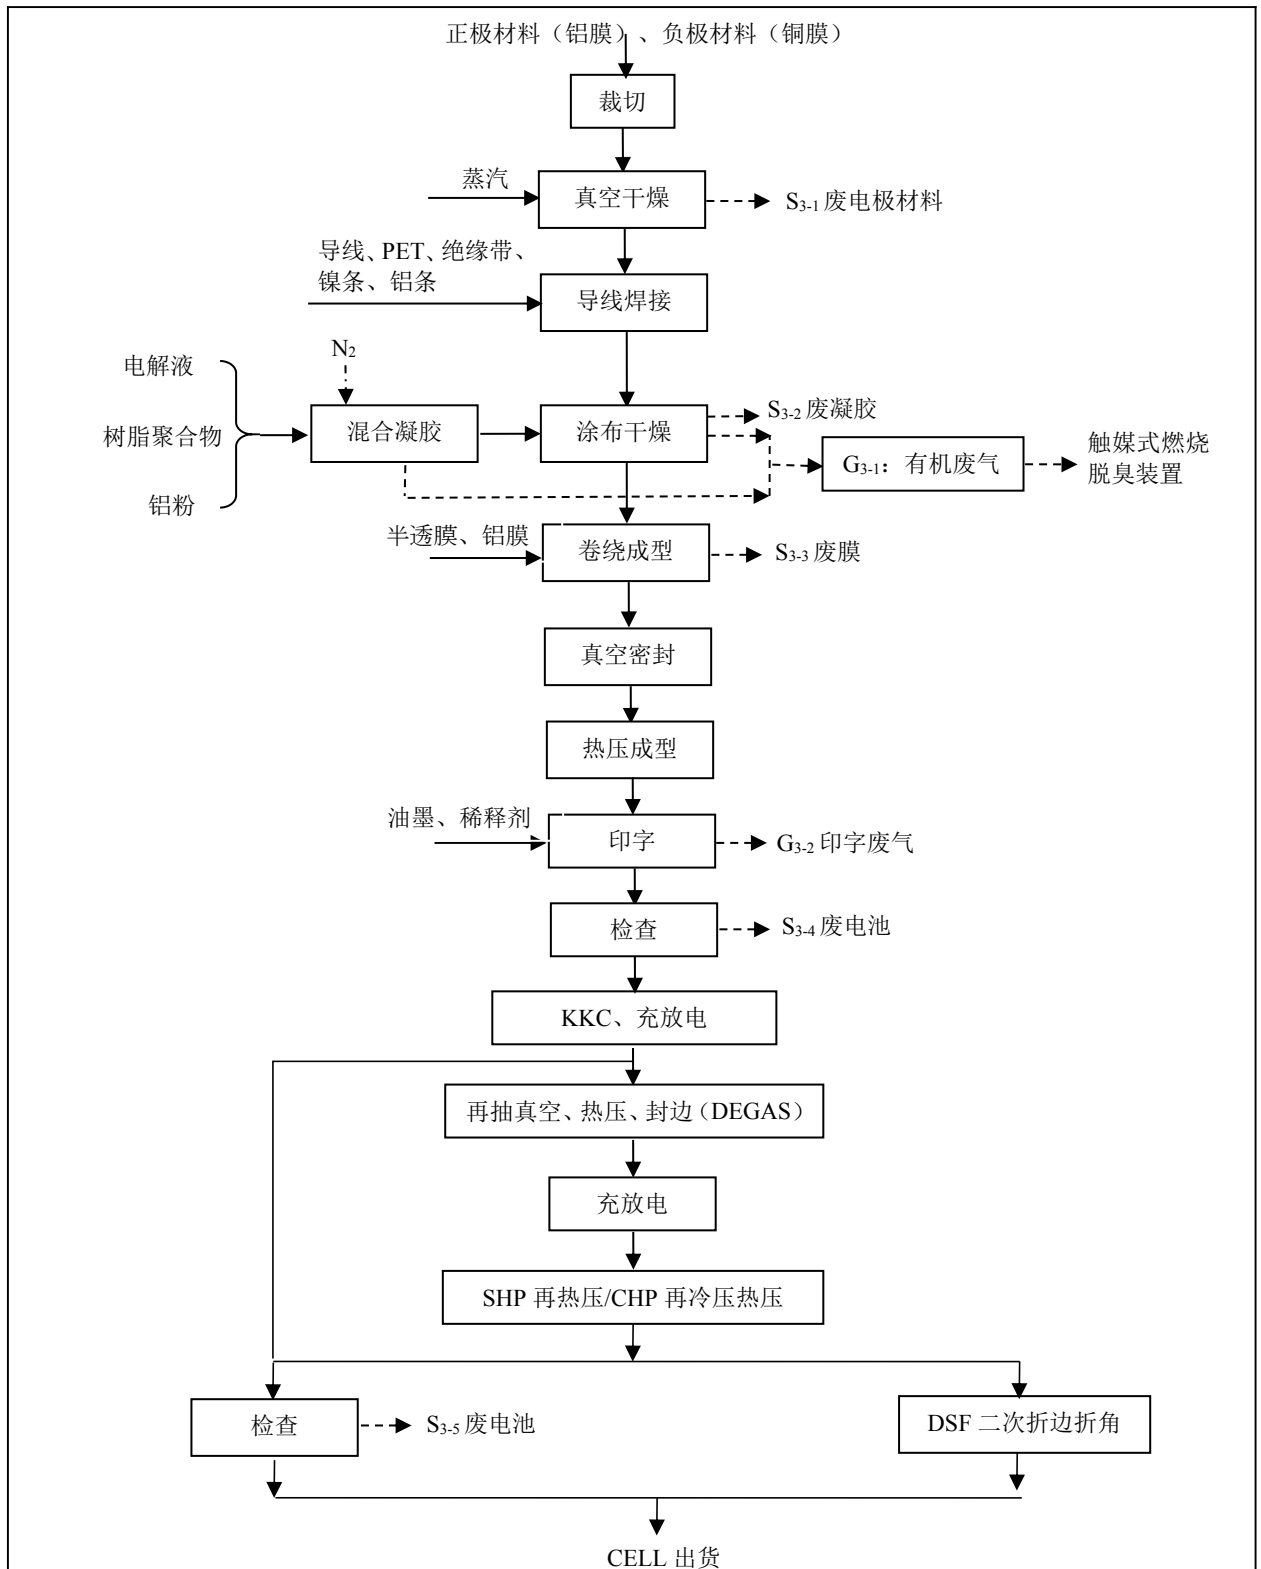 正极材料（铝膜）、负极材料（铜膜）
裁切
蒸汽
真空干燥
S3-1 废电极材料
导线、PET、绝缘带、
镍条、铝条
导线焊接
N2
电解液
树脂聚合物
铝粉
混合凝胶
涂布干燥
S3-2 废凝胶
G3-1：有机废气
触媒式燃烧
脱臭装置
半透膜、铝膜
卷绕成型
S3-3 废膜
真空密封
热压成型
油墨、稀释剂
印字
G3-2 印字废气
检查
S3-4 废电池
KKC、充放电
再抽真空、热压、封边（DEGAS）
充放电
SHP 再热压/CHP 再冷压热压
检查
S3-5 废电池
DSF 二次折边折角
CELL 出货